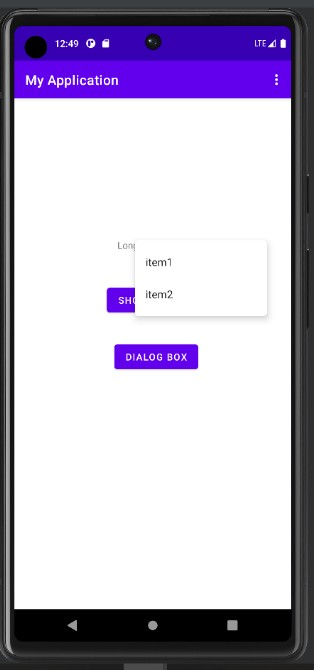 12:49
LTE
My Application
Long
item1
item2
SHO
DIALOG BOX